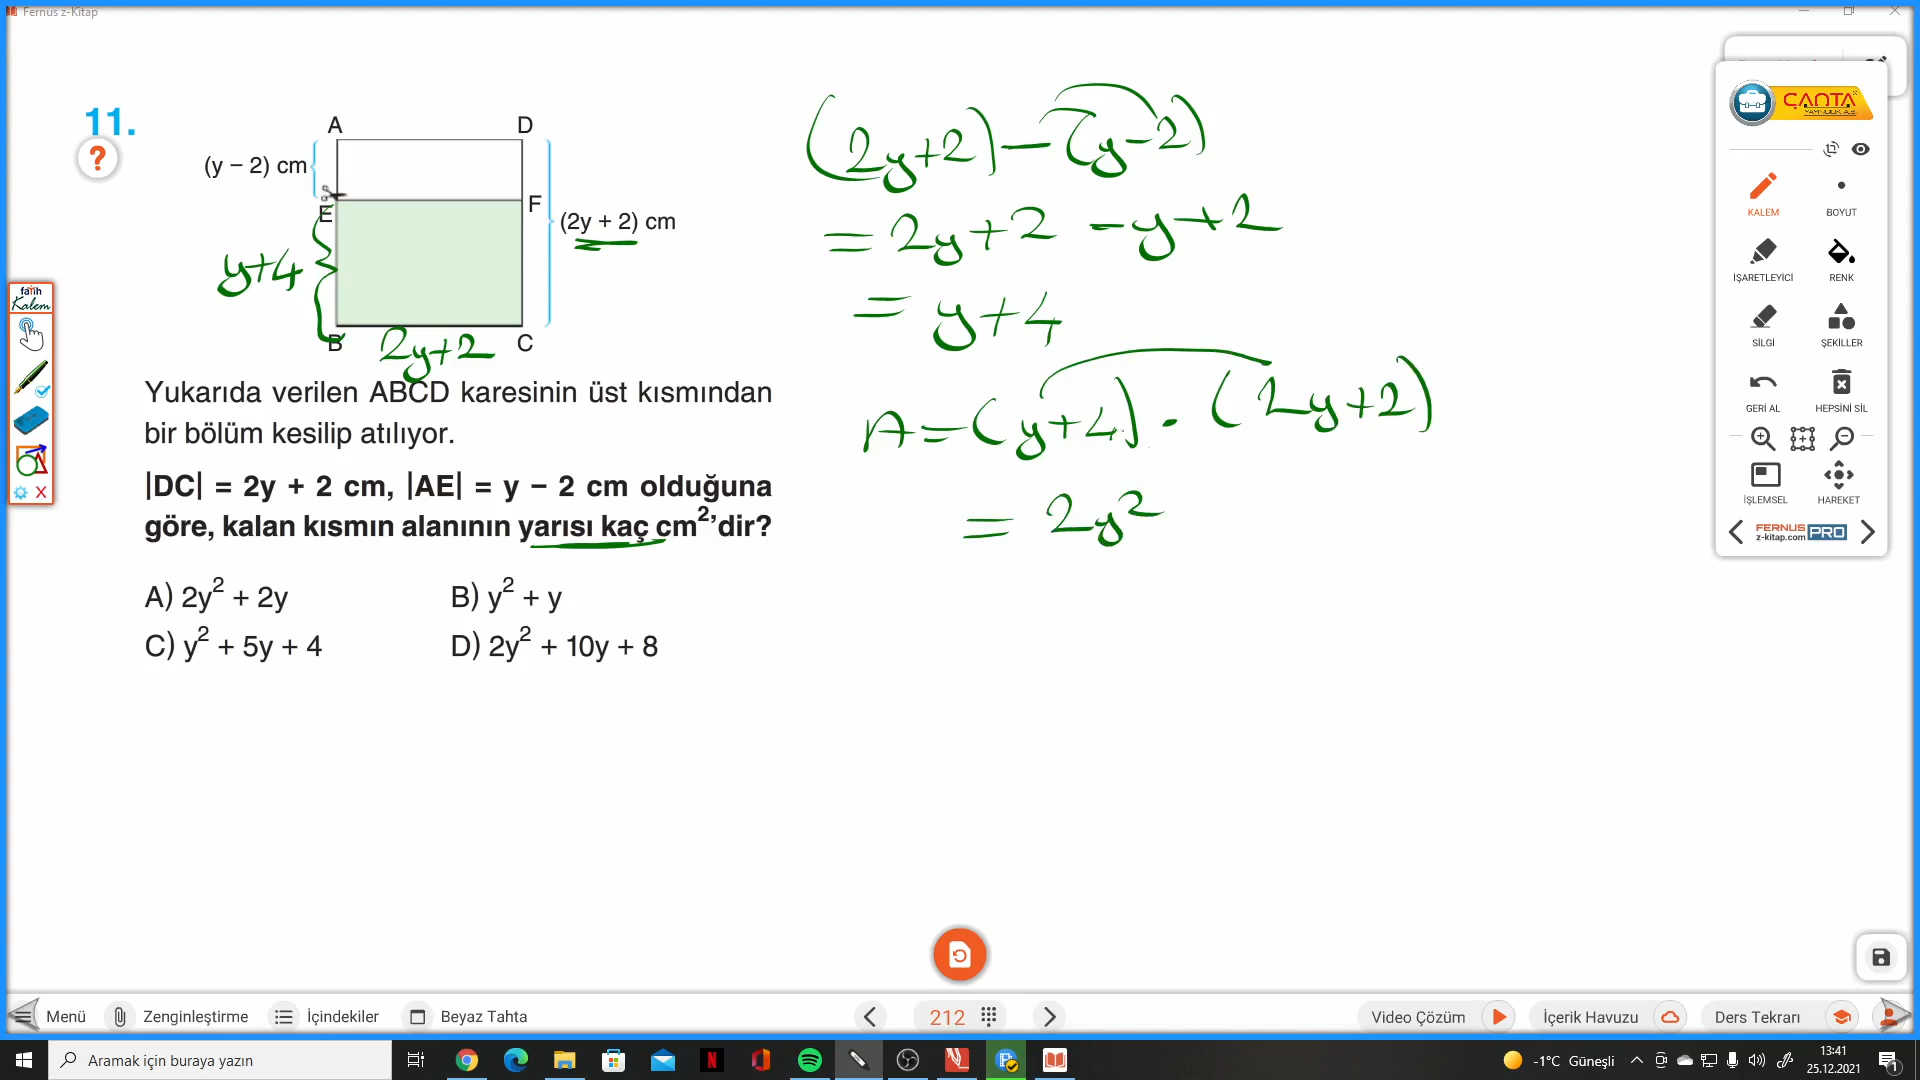 Fernus z-Kitap
11.
?
A
D
(y − 2) cm
E
F
(2y + 2) cm
y+4
B
2y+2
C
Yukarıda verilen ABCD karesinin üst kısmından
bir bölüm kesilip atılıyor.
|DC| = 2y + 2 cm, |AE| = y − 2 cm olduğuna
göre, kalan kısmın alanının yarısı kaç cm²'dir?
A) 2y² + 2y
B) y² + y
C) y² + 5y + 4
D) 2y² + 10y + 8
(2y+2) − (y−2)
= 2y+2 −y+2
= y+4
A = (y+4) · (2y+2)
= 2y²
fatih
Kalem
ÇANTA
YAYINCILIK A.Ş.
KALEM
BOYUT
İŞARETLEYİCİ
RENK
SİLGİ
ŞEKİLLER
GERİ AL
HEPSİNİ SİL
İŞLEMSEL
HAREKET
FERNUS
z-kitap.com
PRO
Menü
Zenginleştirme
İçindekiler
Beyaz Tahta
212
Video Çözüm
İçerik Havuzu
Ders Tekrarı
Aramak için buraya yazın
-1°C Güneşli
13:41
25.12.2021
1